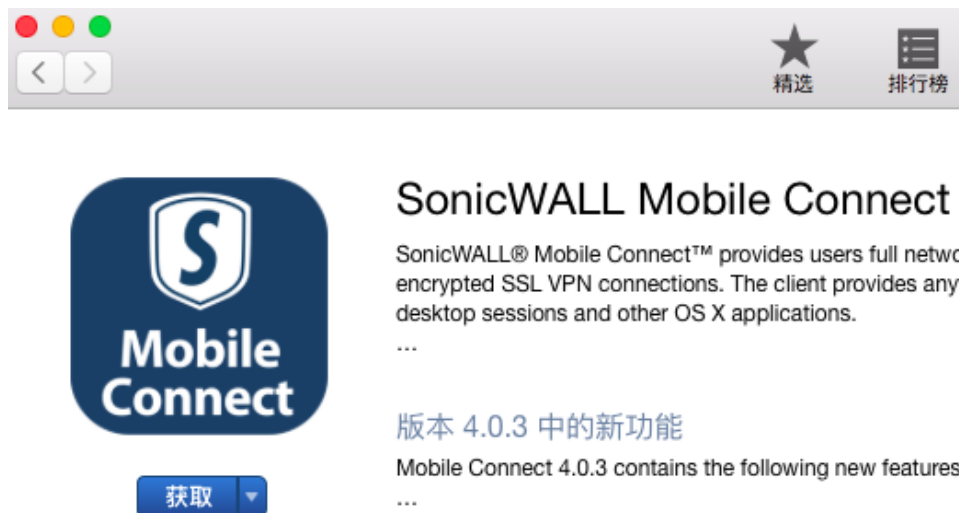 精选
排行榜
S
Mobile
Connect
获取
SonicWALL Mobile Connect
SonicWALL® Mobile Connect™ provides users full netwo
encrypted SSL VPN connections. The client provides any
desktop sessions and other OS X applications.
...
版本 4.0.3 中的新功能
Mobile Connect 4.0.3 contains the following new features
...